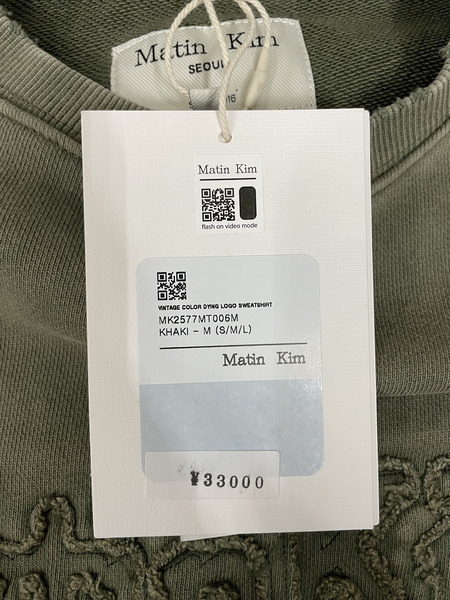 Matin Kim
SEOUL
Matin Kim
flash on video mode
VINTAGE COLOR DYING LOGO SWEATSHIRT
MK2577MT006M
KHAKI - M (S/M/L)
Matin Kim
¥33000